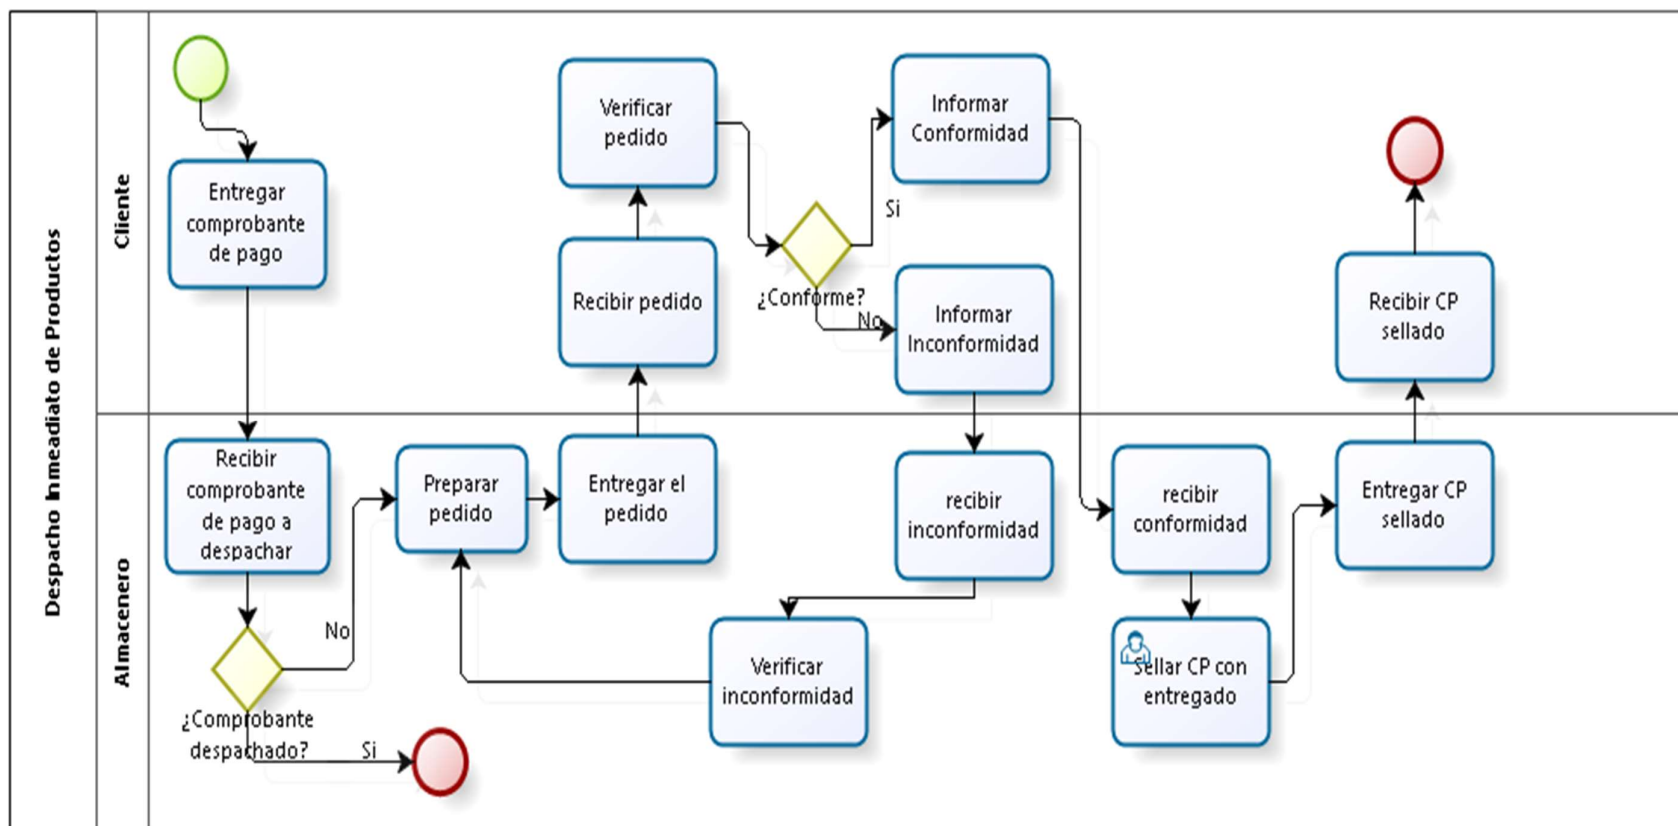 Despacho Inmeadiato de Productos
Cliente
Entregar
comprobante
de pago
Verificar
pedido
Recibir pedido
¿Conforme?
Si
No
Informar
Conformidad
Informar
Inconformidad
Recibir CP
sellado
Almacenero
Recibir
comprobante
de pago a
despachar
¿Comprobante
despachado?
No
Si
Preparar
pedido
Entregar el
pedido
recibir
inconformidad
Verificar
inconformidad
recibir
conformidad
Sellar CP con
entregado
Entregar CP
sellado